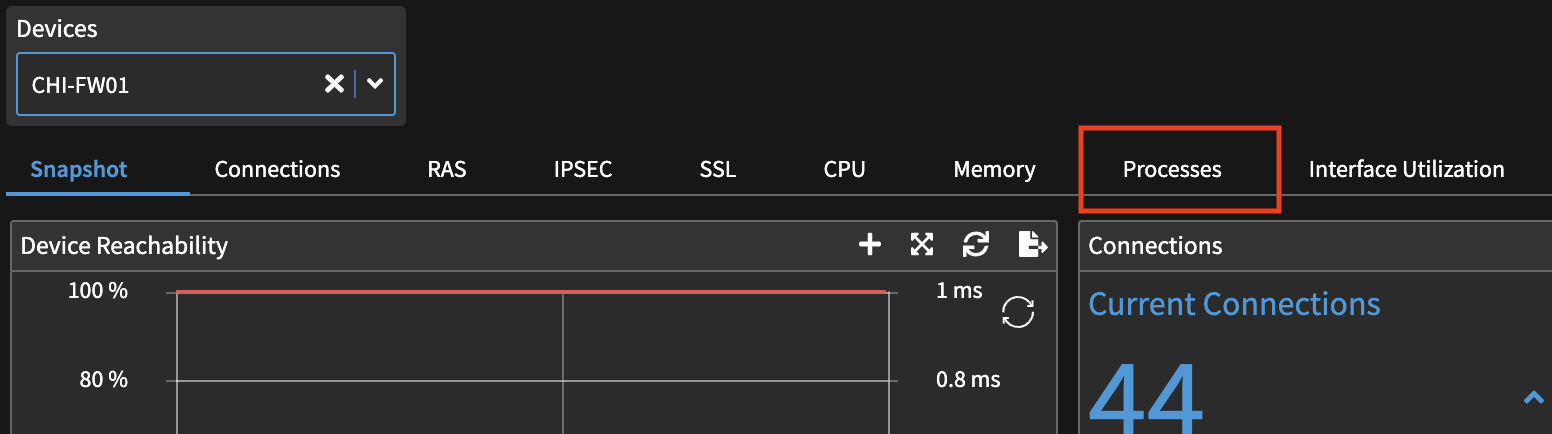 Devices
CHI-FW01
Snapshot Connections RAS IPSEC SSL CPU Memory Processes Interface Utilization
Device Reachability
100 %
1 ms
80 %
0.8 ms
Connections
Current Connections
44